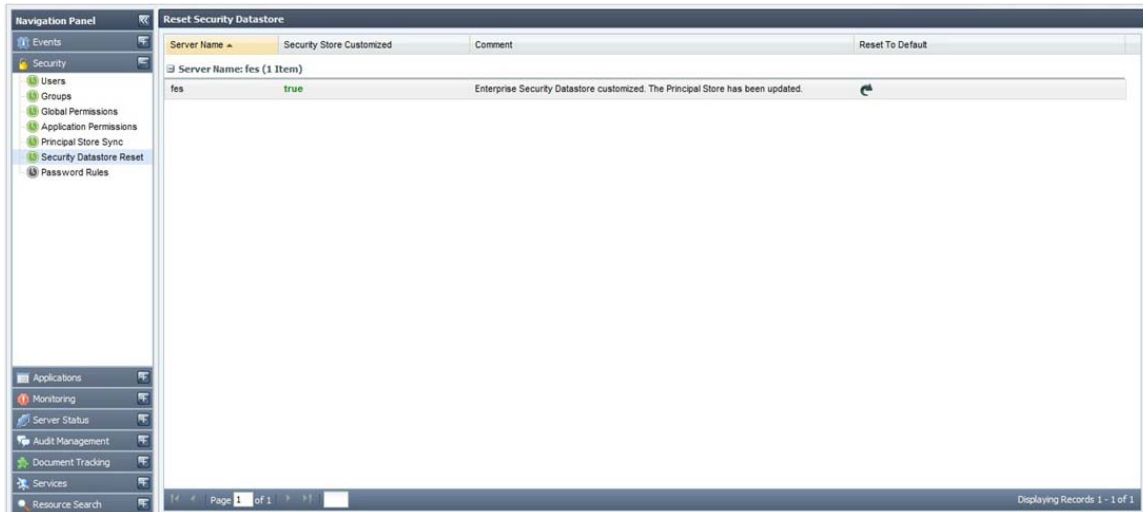 Navigation Panel
Events
Security
Users
Groups
Global Permissions
Application Permissions
Principal Store Sync
Security Datastore Reset
Password Rules
Applications
Monitoring
Server Status
Audit Management
Document Tracking
Services
Resource Search
Reset Security Datastore
Server Name Security Store Customized Comment Reset To Default
Server Name: fes (1 Item)
fes true Enterprise Security Datastore customized. The Principal Store has been updated.
Page 1 of 1 Displaying Records 1 - 1 of 1